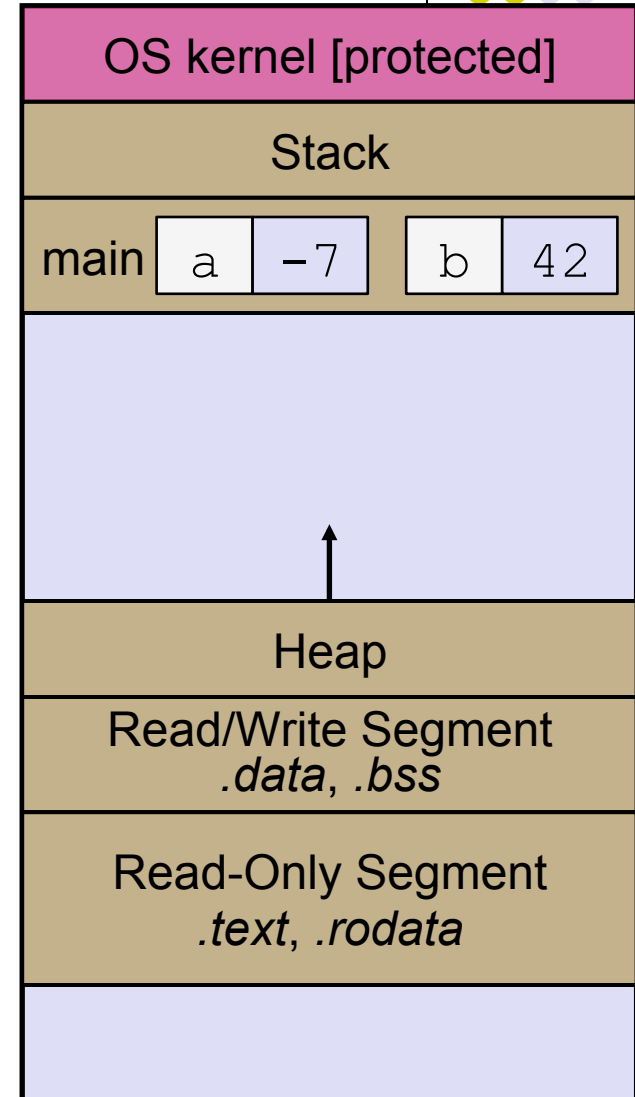 OS kernel [protected]
Stack
main a -7 b 42
Heap
Read/Write Segment
.data, .bss
Read-Only Segment
.text, .rodata